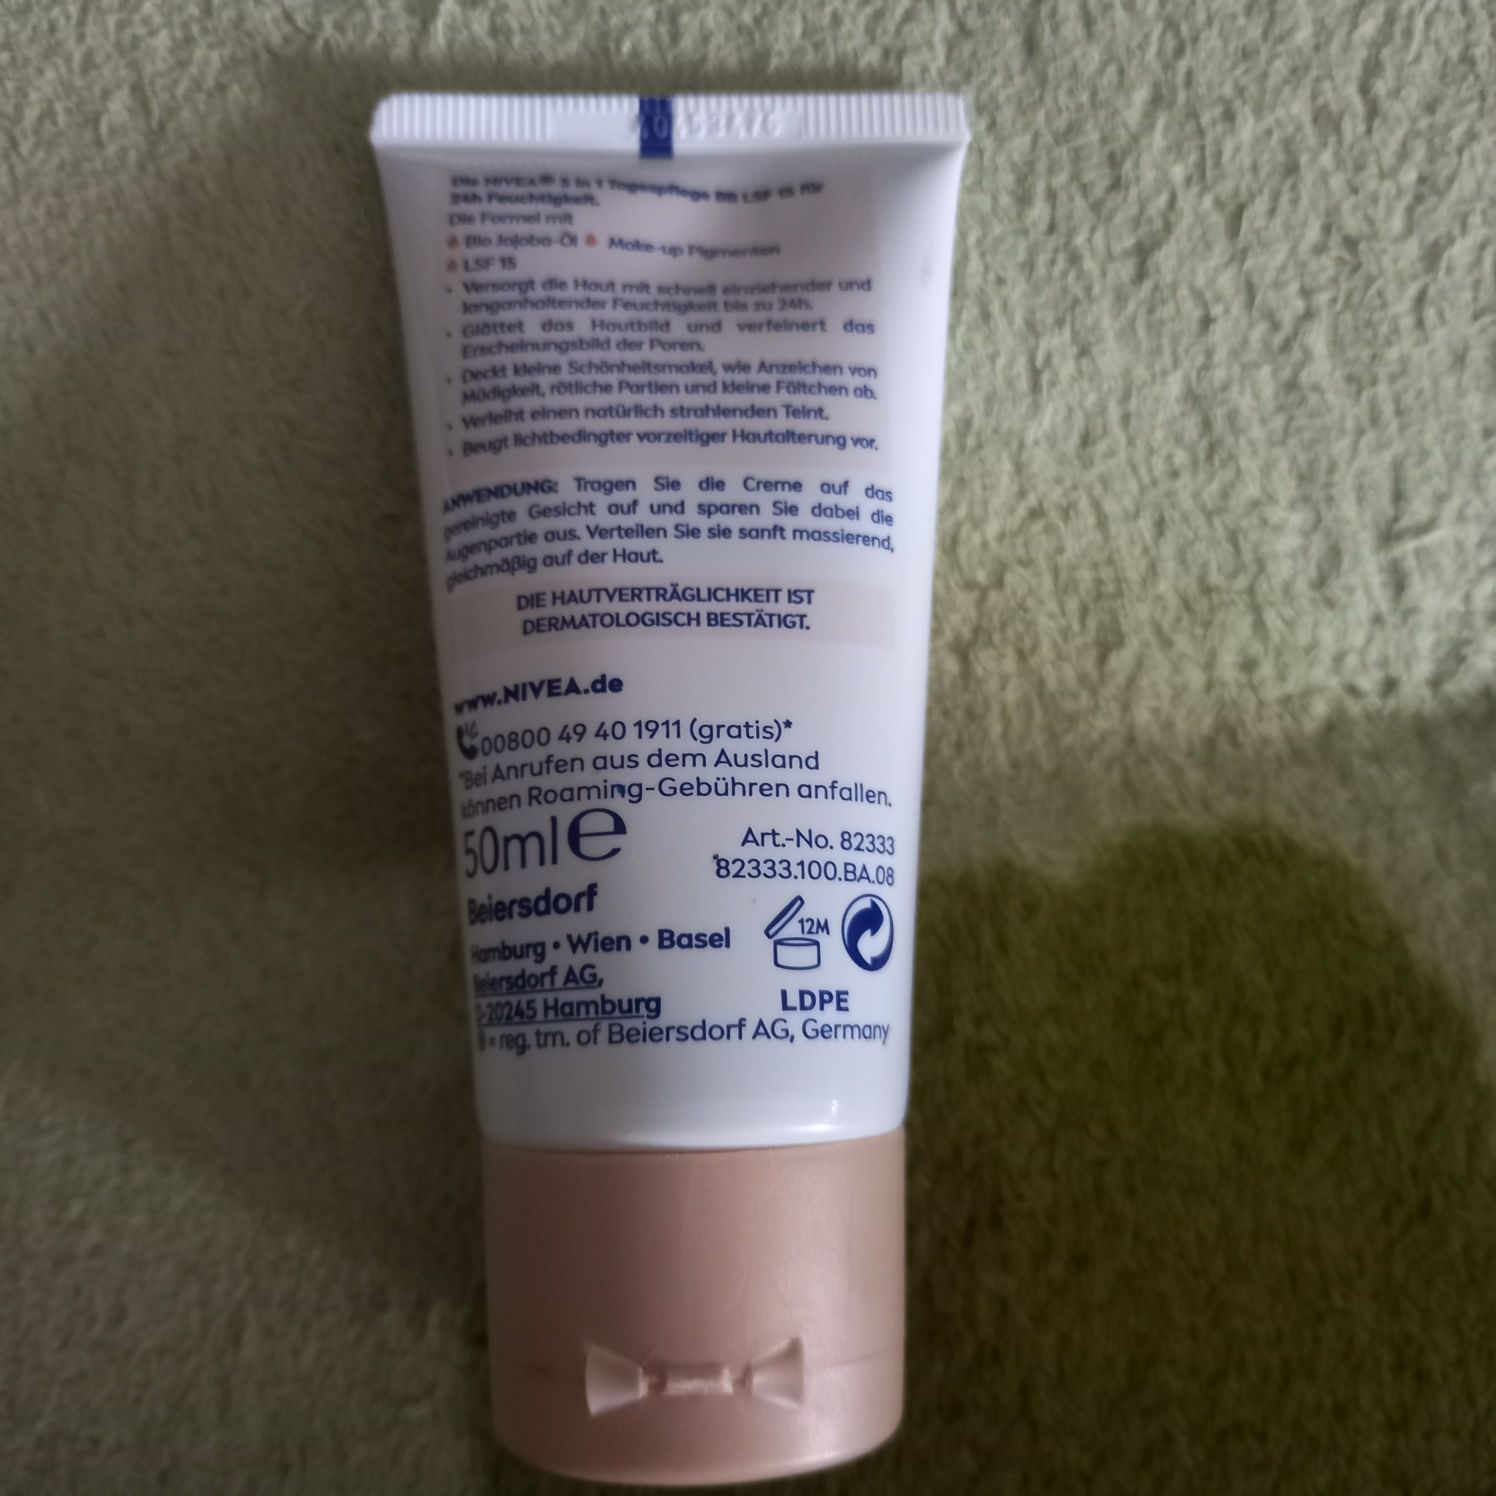 Die NIVEA® 5 in 1 Tagespflege BB LSF 15 für
24h Feuchtigkeit.
Die Formel mit
Bio Jojoba-Öl Make-up Pigmenten
LSF 15
• Versorgt die Haut mit schnell einziehender und
langanhaltender Feuchtigkeit bis zu 24h.
• Glättet das Hautbild und verfeinert das
Erscheinungsbild der Poren.
• Deckt kleine Schönheitsmakel, wie Anzeichen von
Müdigkeit, rötliche Partien und kleine Fältchen ab.
• Verleiht einen natürlich strahlenden Teint.
• Beugt lichtbedingter vorzeitiger Hautalterung vor.
ANWENDUNG: Tragen Sie die Creme auf das
gereinigte Gesicht auf und sparen Sie dabei die
Augenpartie aus. Verteilen Sie sie sanft massierend,
gleichmäßig auf der Haut.
DIE HAUTVERTRÄGLICHKEIT IST
DERMATOLOGISCH BESTÄTIGT.
www.NIVEA.de
00800 49 40 1911 (gratis)*
*Bei Anrufen aus dem Ausland
können Roaming-Gebühren anfallen.
50ml e
Art.-No. 82333
82333.100.BA.08
Beiersdorf
Hamburg • Wien • Basel
12M
Beiersdorf AG,
D-20245 Hamburg
LDPE
® = reg. tm. of Beiersdorf AG, Germany